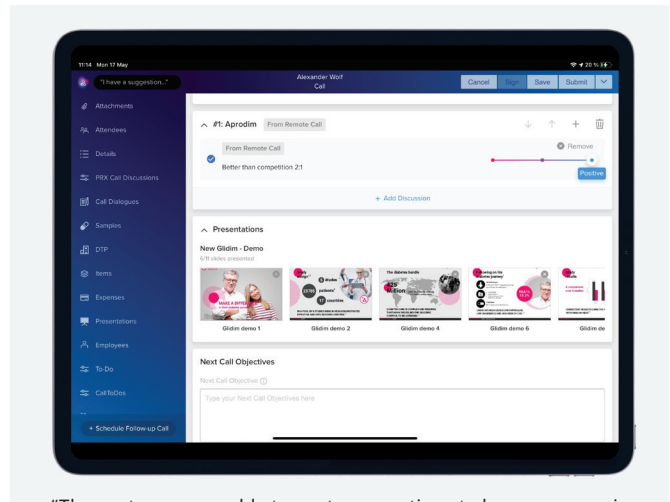 11:14 Mon 17 May
20 %
"I have a suggestion..."
Alexander Wolf
Call
Cancel
Sign
Save
Submit
Attachments
Attendees
Details
PRX Call Discussions
Call Dialogues
Samples
DTP
Items
Expenses
Presentations
Employees
To-Do
CallToDos
+ Schedule Follow-up Call
#1: Aprodim
From Remote Call
From Remote Call
Remove
Better than competition 2:1
Positive
+ Add Discussion
Presentations
New Glidim - Demo
6/11 slides presented
MAKE A DIFFERENCE
The diabetes bundle
Glidim demo 1
Glidim demo 2
Glidim demo 4
Glidim demo 6
Glidim de
Next Call Objectives
Next Call Objective
Type your Next Call Objectives here